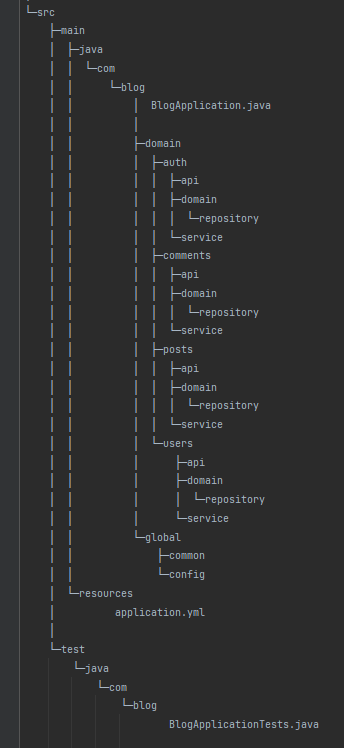 └─src
├─main
│ ├─java
│ │ └─com
│ │ └─blog
│ │ │ BlogApplication.java
│ │ │
│ │ ├─domain
│ │ │ ├─auth
│ │ │ │ ├─api
│ │ │ │ ├─domain
│ │ │ │ │ └─repository
│ │ │ │ └─service
│ │ │ ├─comments
│ │ │ │ ├─api
│ │ │ │ ├─domain
│ │ │ │ │ └─repository
│ │ │ │ └─service
│ │ │ ├─posts
│ │ │ │ ├─api
│ │ │ │ ├─domain
│ │ │ │ │ └─repository
│ │ │ │ └─service
│ │ │ └─users
│ │ │ ├─api
│ │ │ ├─domain
│ │ │ │ └─repository
│ │ │ └─service
│ │ └─global
│ │ ├─common
│ │ └─config
│ └─resources
│ application.yml
│
└─test
└─java
└─com
└─blog
BlogApplicationTests.java